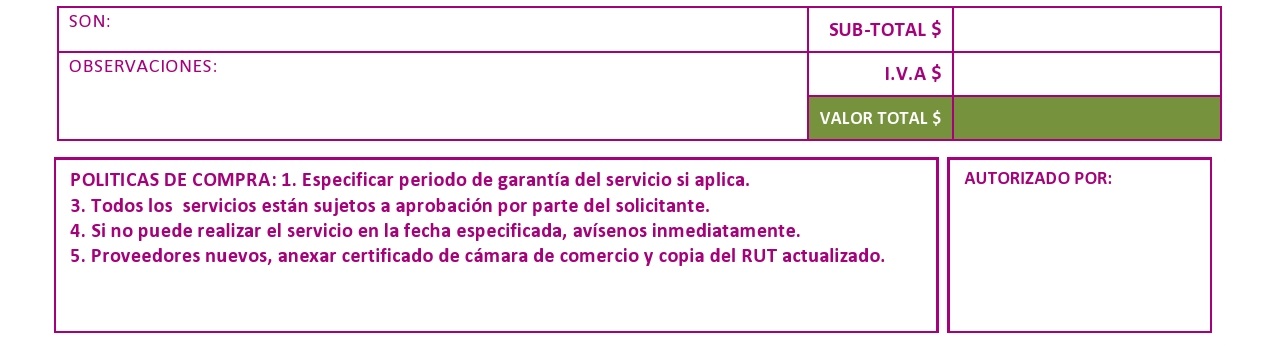 SON:
SUB-TOTAL $
OBSERVACIONES:
I.V.A $
VALOR TOTAL $
POLITICAS DE COMPRA: 1. Especificar periodo de garantía del servicio si aplica.
3. Todos los  servicios están sujetos a aprobación por parte del solicitante.
4. Si no puede realizar el servicio en la fecha especificada, avísenos inmediatamente.
5. Proveedores nuevos, anexar certificado de cámara de comercio y copia del RUT actualizado.
AUTORIZADO POR: